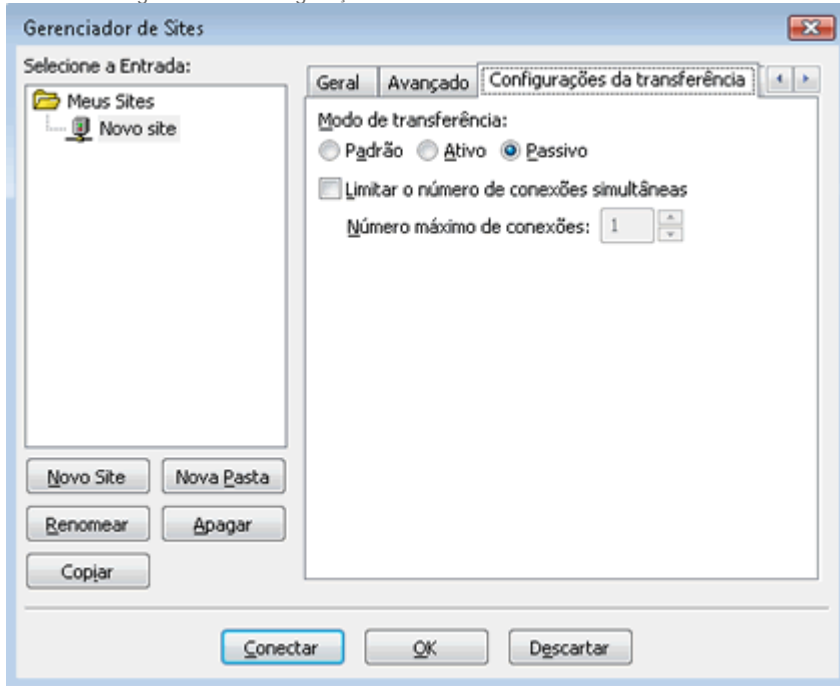 Gerenciador de Sites
Selecione a Entrada:
Meus Sites
Novo site
Novo Site
Nova Pasta
Renomear
Apagar
Copiar
Geral
Avançado
Configurações da transferência
Modo de transferência:
Padrão
Ativo
Passivo
Limitar o número de conexões simultâneas
Número máximo de conexões: 1
Conectar
OK
Descartar